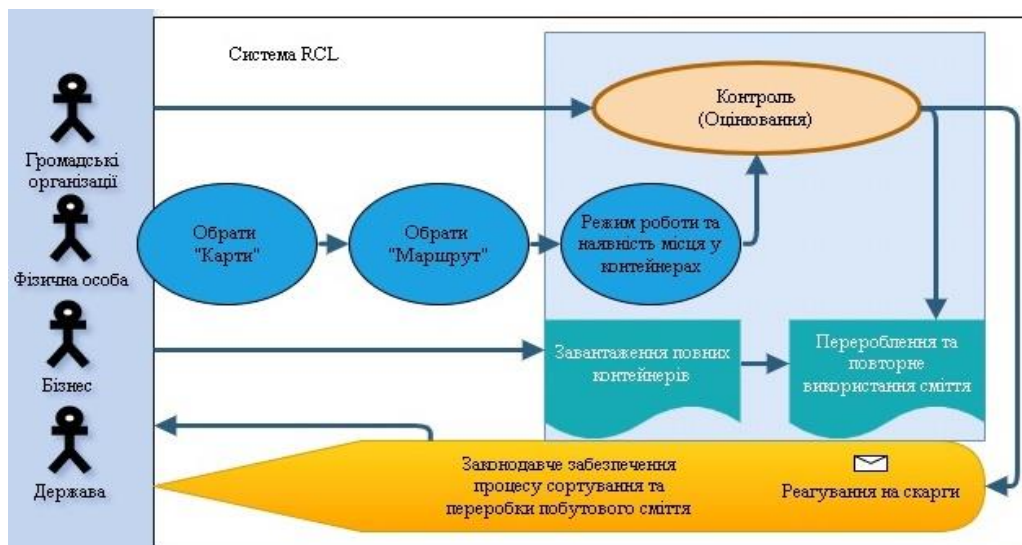 Система RCL
Контроль
(Оцінювання)
Громадські
організації
Обрати
"Карти"
Обрати
"Маршрут"
Режим роботи та
наявність місця у
контейнерах
Фізична особа
Завантаження повних
контейнерів
Перероблення та
повторне
використання сміття
Бізнес
Держава
Законодавче забезпечення
процесу сортування та
переробки побутового сміття
Реагування на скарги